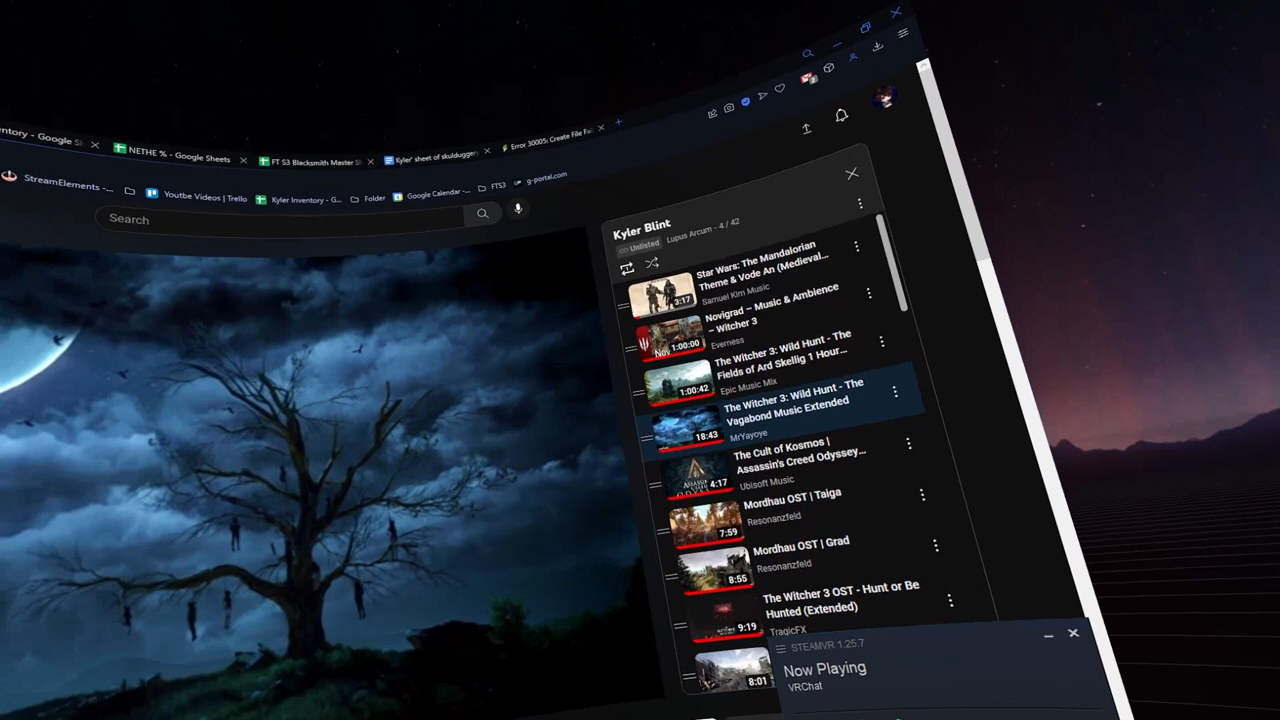 ventory - Google S
NETHE % - Google Sheets
FT S3 Blacksmith Master S
Kyler' sheet of skulddugger
Error 30005: Create File Fai
StreamElements -...
Youtbe Videos | Trello
Kyler Inventory - G...
Folder
Google Calendar -...
FTS3
g-portal.com
Search
Kyler Blint
Unlisted
Lupus Arcum - 4 / 42
3:17
Star Wars: The Mandalorian
Theme & Vode An (Medieval...
Samuel Kim Music
Nov
1:00:00
Novigrad – Music & Ambience
– Witcher 3
Everness
1:00:42
The Witcher 3: Wild Hunt - The
Fields of Ard Skellig 1 Hour...
Epic Music Mix
18:43
The Witcher 3: Wild Hunt - The
Vagabond Music Extended
MrYayoye
4:17
The Cult of Kosmos |
Assassin's Creed Odyssey...
Ubisoft Music
7:59
Mordhau OST | Taiga
Resonanzfeld
8:55
Mordhau OST | Grad
Resonanzfeld
9:19
The Witcher 3 OST - Hunt or Be
Hunted (Extended)
TragicFX
8:01
STEAMVR 1.25.7
Now Playing
VRChat